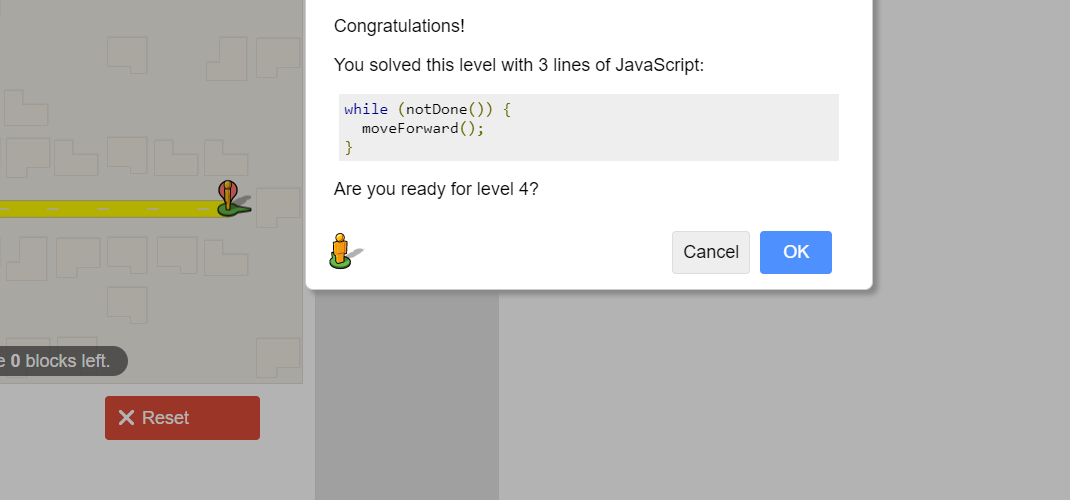 Congratulations!
You solved this level with 3 lines of JavaScript:
while (notDone()) {
  moveForward();
}
Are you ready for level 4?
Cancel
OK
0 blocks left.
Reset